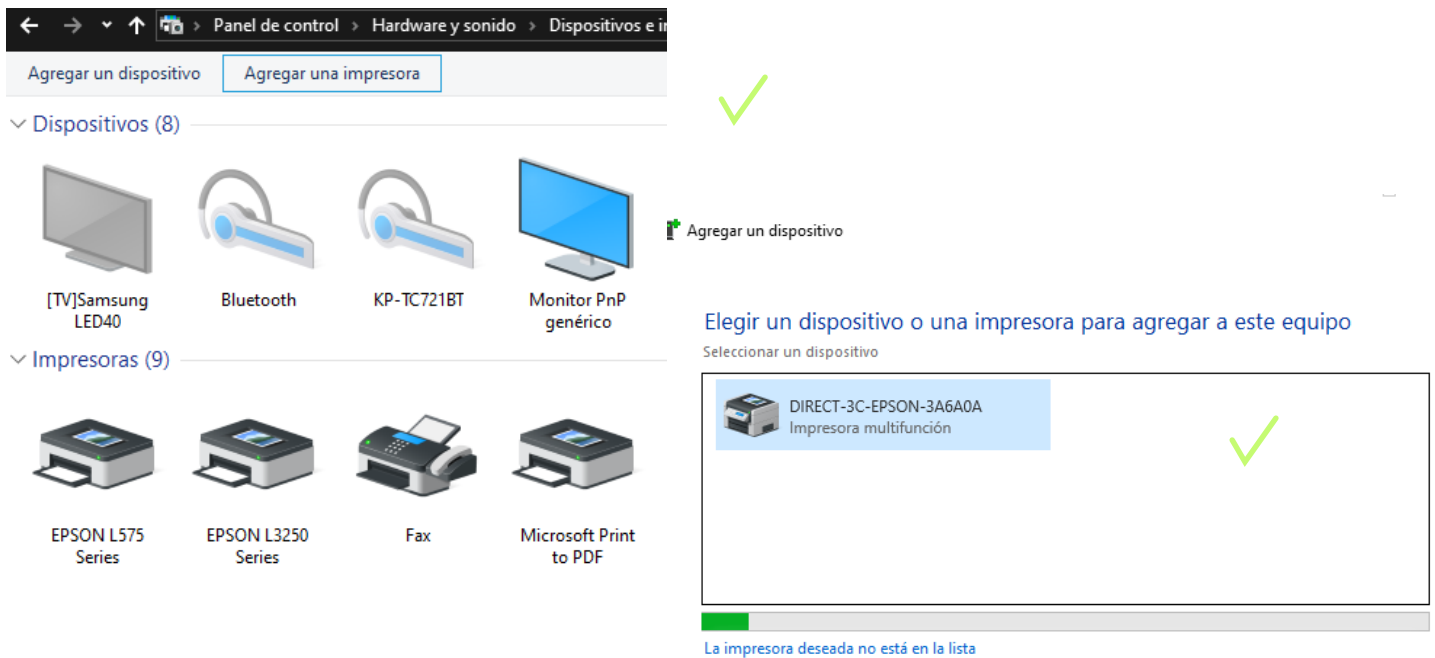 Panel de control > Hardware y sonido > Dispositivos e i
Agregar un dispositivo Agregar una impresora
Dispositivos (8)
[TV]Samsung LED40
Bluetooth
KP-TC721BT
Monitor PnP genérico
Impresoras (9)
EPSON L575 Series
EPSON L3250 Series
Fax
Microsoft Print to PDF
Agregar un dispositivo
Elegir un dispositivo o una impresora para agregar a este equipo
Seleccionar un dispositivo
DIRECT-3C-EPSON-3A6A0A
Impresora multifunción
La impresora deseada no está en la lista